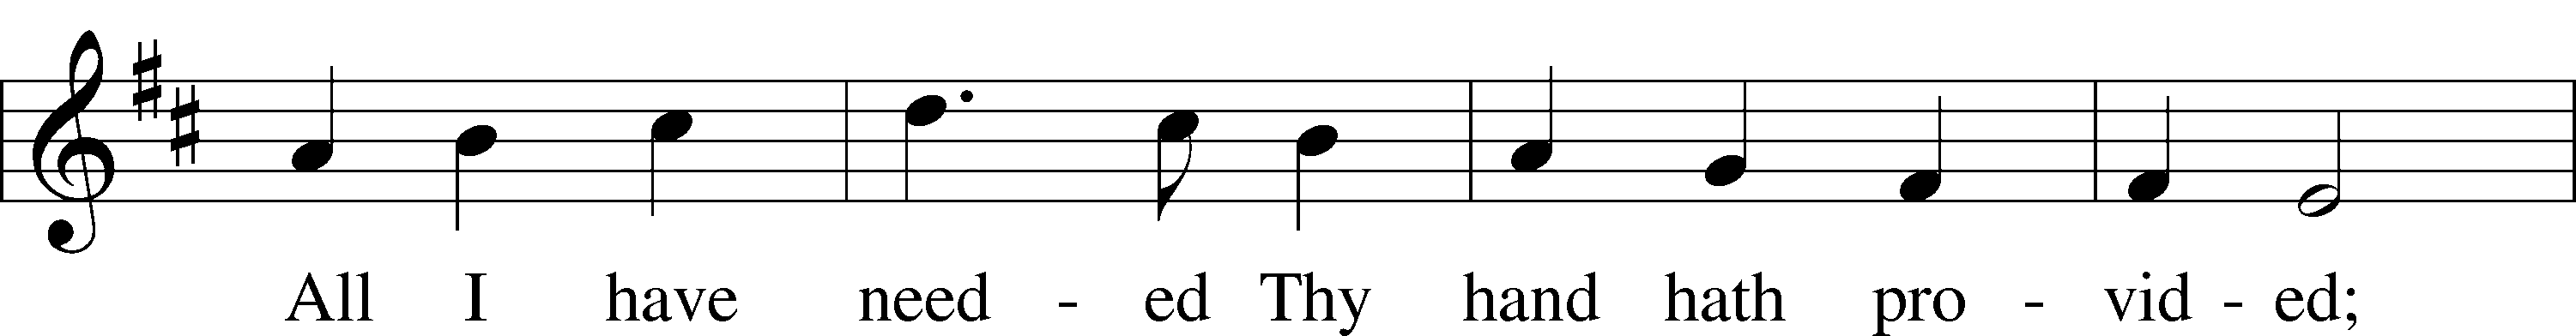 All I have need - ed Thy hand hath pro - vid - ed;